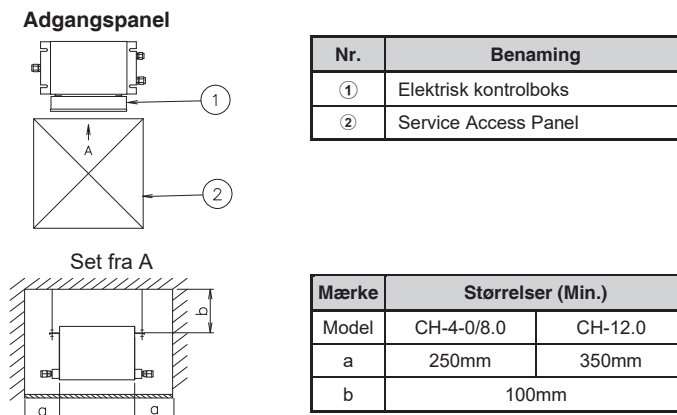 Adgangspanel
1
A
2
Nr. Benaming
1 Elektrisk kontrolboks
2 Service Access Panel
Set fra A
b
a a
Mærke Størrelser (Min.)
Model CH-4-0/8.0 CH-12.0
a 250mm 350mm
b 100mm